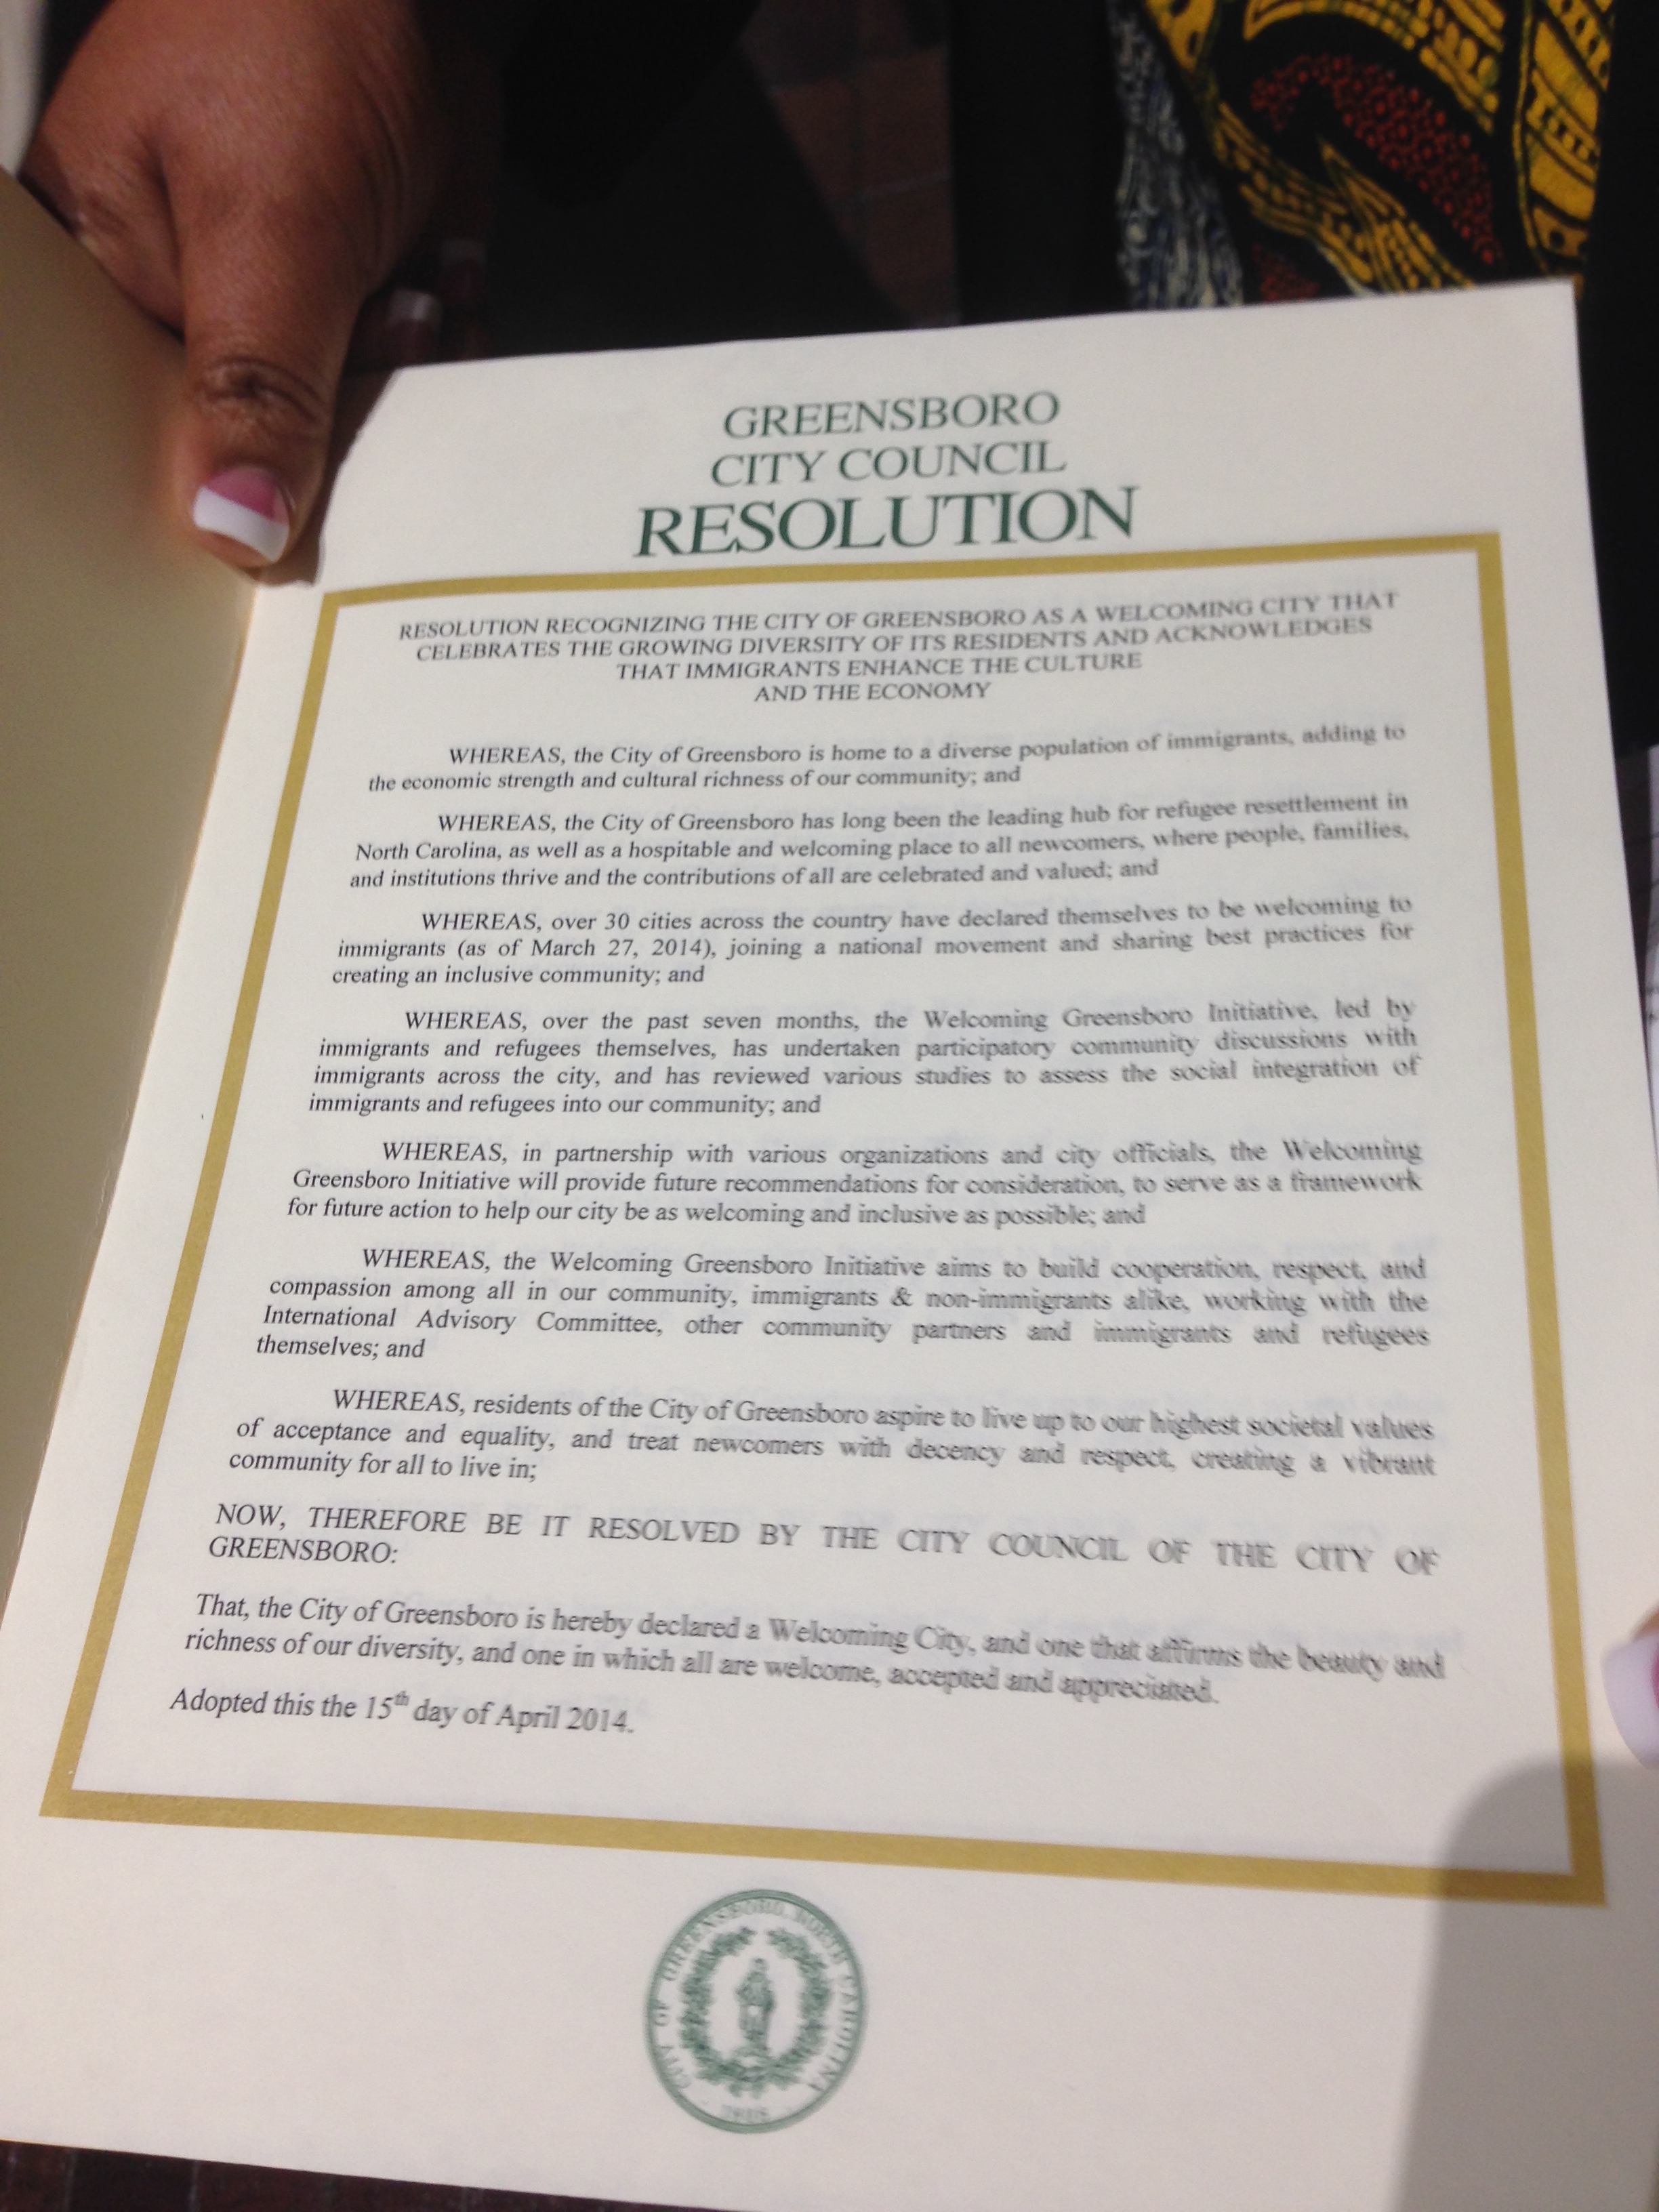 GREENSBORO
CITY COUNCIL
RESOLUTION
RESOLUTION RECOGNIZING THE CITY OF GREENSBORO AS A WELCOMING CITY THAT
CELEBRATES THE GROWING DIVERSITY OF ITS RESIDENTS AND ACKNOWLEDGES
THAT IMMIGRANTS ENHANCE THE CULTURE
AND THE ECONOMY
WHEREAS, the City of Greensboro is home to a diverse population of immigrants, adding to
the economic strength and cultural richness of our community; and
WHEREAS, the City of Greensboro has long been the leading hub for refugee resettlement in
North Carolina, as well as a hospitable and welcoming place to all newcomers, where people, families,
and institutions thrive and the contributions of all are celebrated and valued; and
WHEREAS, over 30 cities across the country have declared themselves to be welcoming to
immigrants (as of March 27, 2014), joining a national movement and sharing best practices for
creating an inclusive community; and
WHEREAS, over the past seven months, the Welcoming Greensboro Initiative, led by
immigrants and refugees themselves, has undertaken participatory community discussions with
immigrants across the city, and has reviewed various studies to assess the social integration of
immigrants and refugees into our community; and
WHEREAS, in partnership with various organizations and city officials, the Welcoming
Greensboro Initiative will provide future recommendations for consideration, to serve as a framework
for future action to help our city be as welcoming and inclusive as possible; and
WHEREAS, the Welcoming Greensboro Initiative aims to build cooperation, respect, and
compassion among all in our community, immigrants & non-immigrants alike, working with the
International Advisory Committee, other community partners and immigrants and refugees
themselves; and
WHEREAS, residents of the City of Greensboro aspire to live up to our highest societal values
of acceptance and equality, and treat newcomers with decency and respect, creating a vibrant
community for all to live in;
NOW, THEREFORE BE IT RESOLVED BY THE CITY COUNCIL OF THE CITY OF
GREENSBORO:
That, the City of Greensboro is hereby declared a Welcoming City, and one that affirms the beauty and
richness of our diversity, and one in which all are welcome, accepted and appreciated.
Adopted this the 15th day of April 2014.
CITY OF GREENSBORO, NORTH CAROLINA